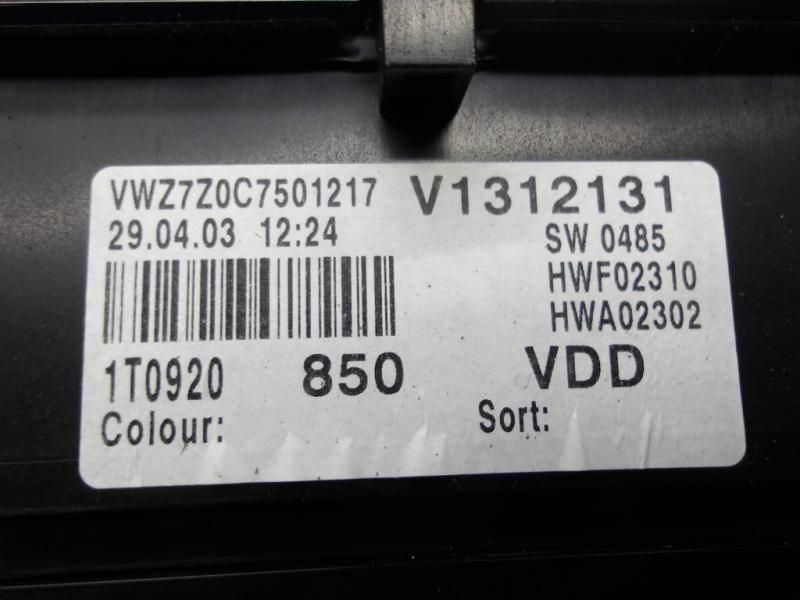 VWZ7Z0C7501217 V1312131
29.04.03 12:24 SW 0485
HWF02310
HWA02302
1T0920 850 VDD
Colour: Sort: